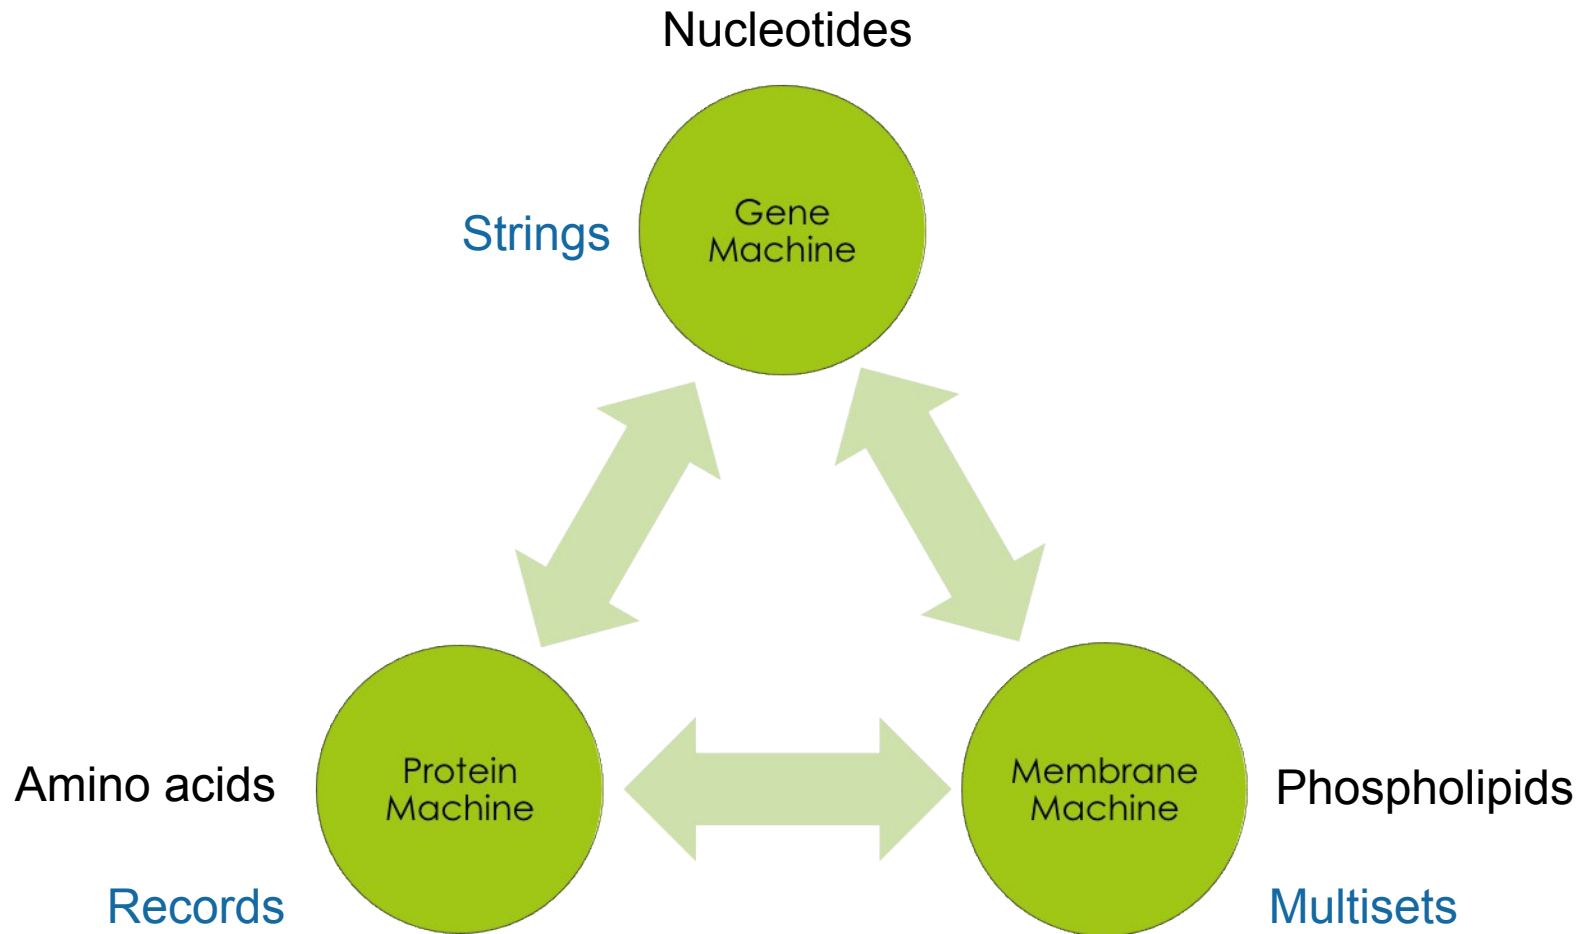 Nucleotides
Strings
Gene
Machine
Amino acids
Protein
Machine
Records
Membrane
Machine
Phospholipids
Multisets